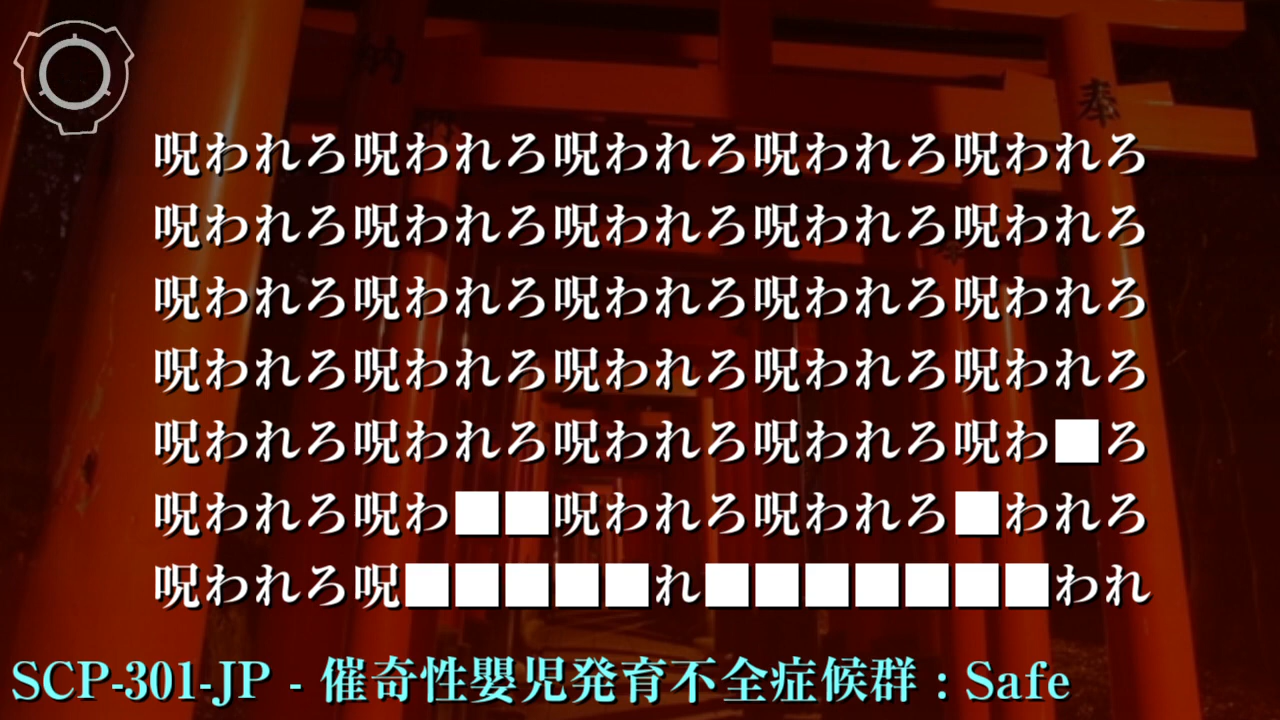 納
奉
呪われろ呪われろ呪われろ呪われろ呪われろ
呪われろ呪われろ呪われろ呪われろ呪われろ
呪われろ呪われろ呪われろ呪われろ呪われろ
呪われろ呪われろ呪われろ呪われろ呪われろ
呪われろ呪われろ呪われろ呪われろ呪わ■ろ
呪われろ呪わ■■呪われろ呪われろ■われろ
呪われろ呪■■■■■れ■■■■■■■われ
SCP-301-JP - 催奇性嬰児発育不全症候群 : Safe